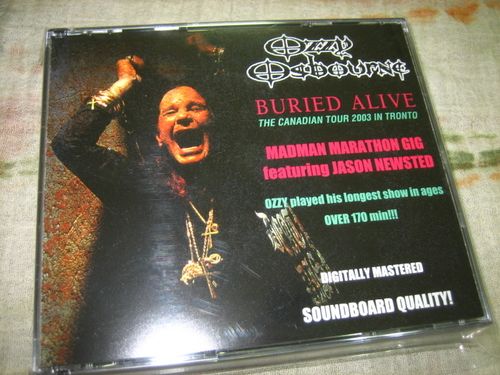 Ozzy
Osbourne
BURIED ALIVE
THE CANADIAN TOUR 2003 IN TRONTO
MADMAN MARATHON GIG
featuring JASON NEWSTED
OZZY played his longest show in ages
OVER 170 min!!!
DIGITALLY MASTERED
SOUNDBOARD QUALITY!